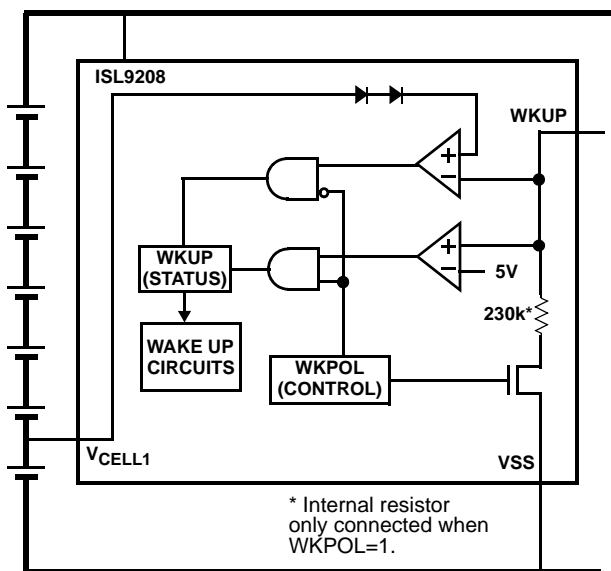 ISL9208
WKUP
+
−
+
−
5V
WKUP
(STATUS)
230k*
WAKE UP
CIRCUITS
WKPOL
(CONTROL)
VCELL1
VSS
* Internal resistor
only connected when
WKPOL=1.